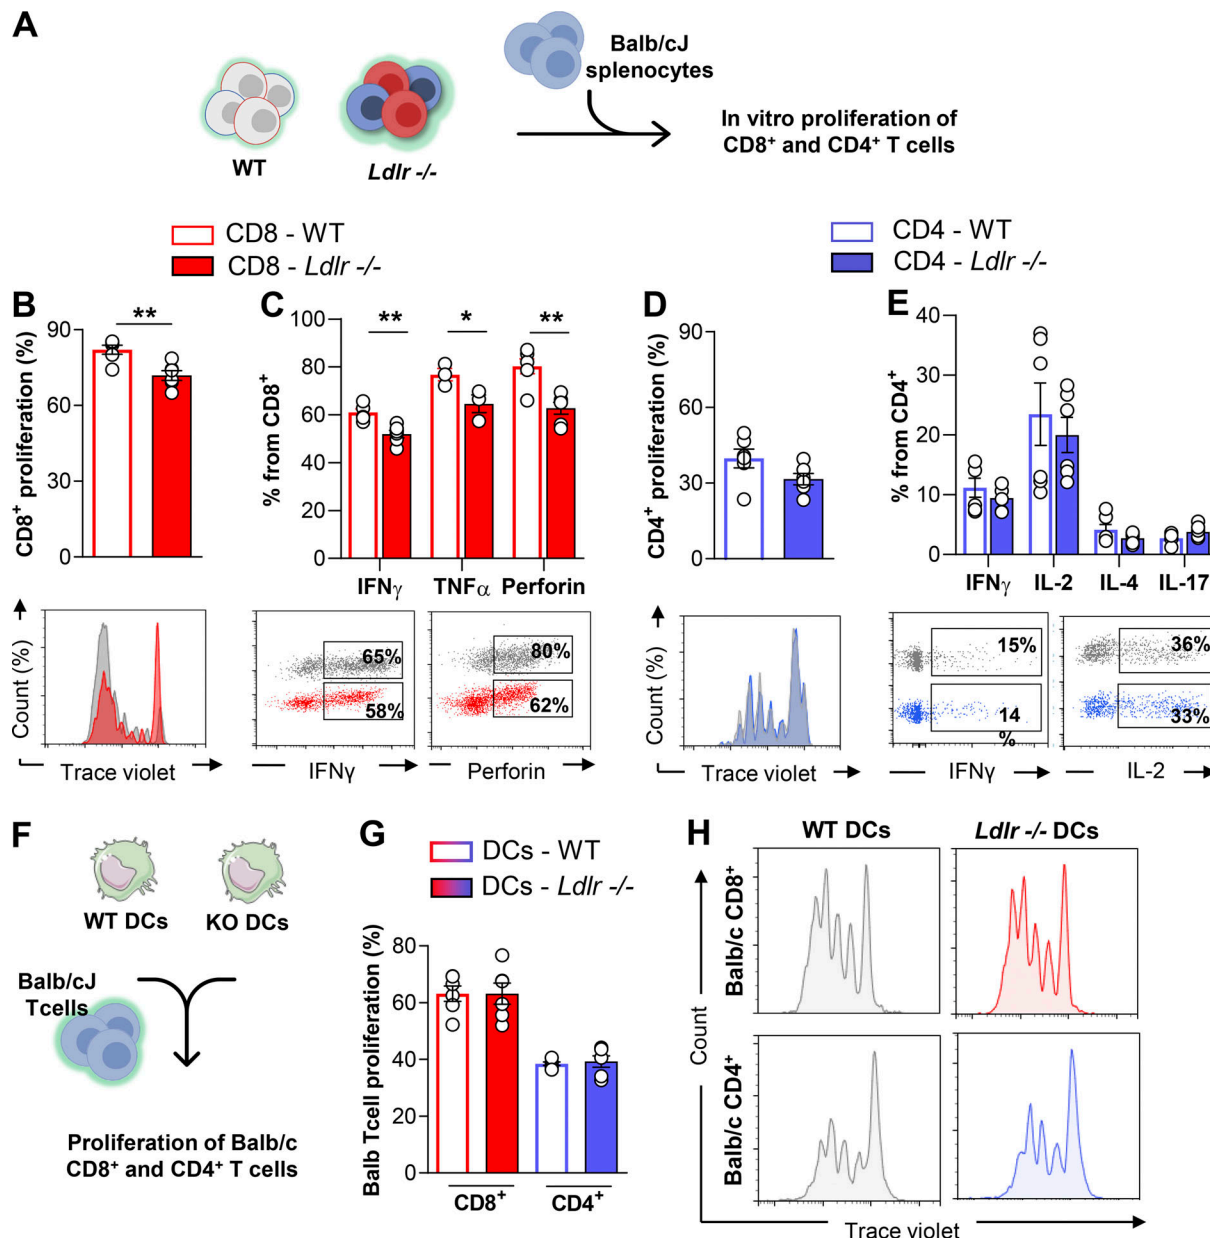 A
Balb/cJ
splenocytes
WT
Ldlr -/-
In vitro proliferation of
CD8⁺ and CD4⁺ T cells
CD8 - WT
CD8 - Ldlr -/-
CD4 - WT
CD4 - Ldlr -/-
B
CD8⁺ proliferation (%)
90
60
30
0
**
Count (%)
Trace violet
C
% from CD8⁺
100
80
60
40
20
0
**
*
**
IFNγ
TNFα
Perforin
65%
58%
IFNγ
80%
62%
Perforin
D
CD4⁺ proliferation (%)
90
60
30
0
Count (%)
Trace violet
E
% from CD4⁺
40
30
20
10
0
IFNγ
IL-2
IL-4
IL-17
15%
14
%
IFNγ
36%
33%
IL-2
F
WT DCs
KO DCs
Balb/cJ
Tcells
Proliferation of Balb/c
CD8⁺ and CD4⁺ T cells
G
DCs - WT
DCs - Ldlr -/-
Balb Tcell proliferation (%)
80
60
40
20
0
CD8⁺
CD4⁺
H
WT DCs
Ldlr -/- DCs
Balb/c CD8⁺
Balb/c CD4⁺
Count
Trace violet